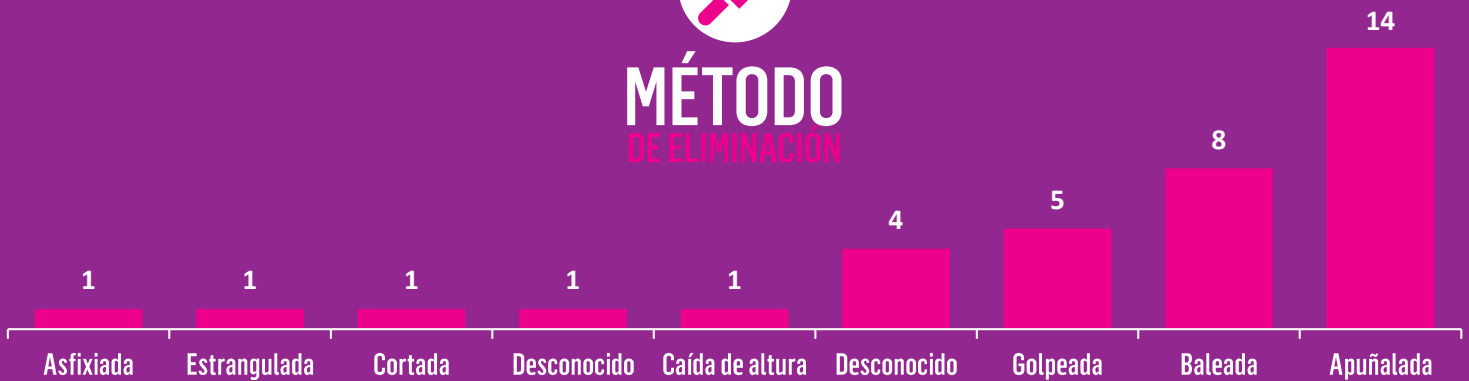 MÉTODO
DE ELIMINACIÓN
14
8
5
4
1 1 1 1 1
Asfixiada Estrangulada Cortada Desconocido Caída de altura Desconocido Golpeada Baleada Apuñalada